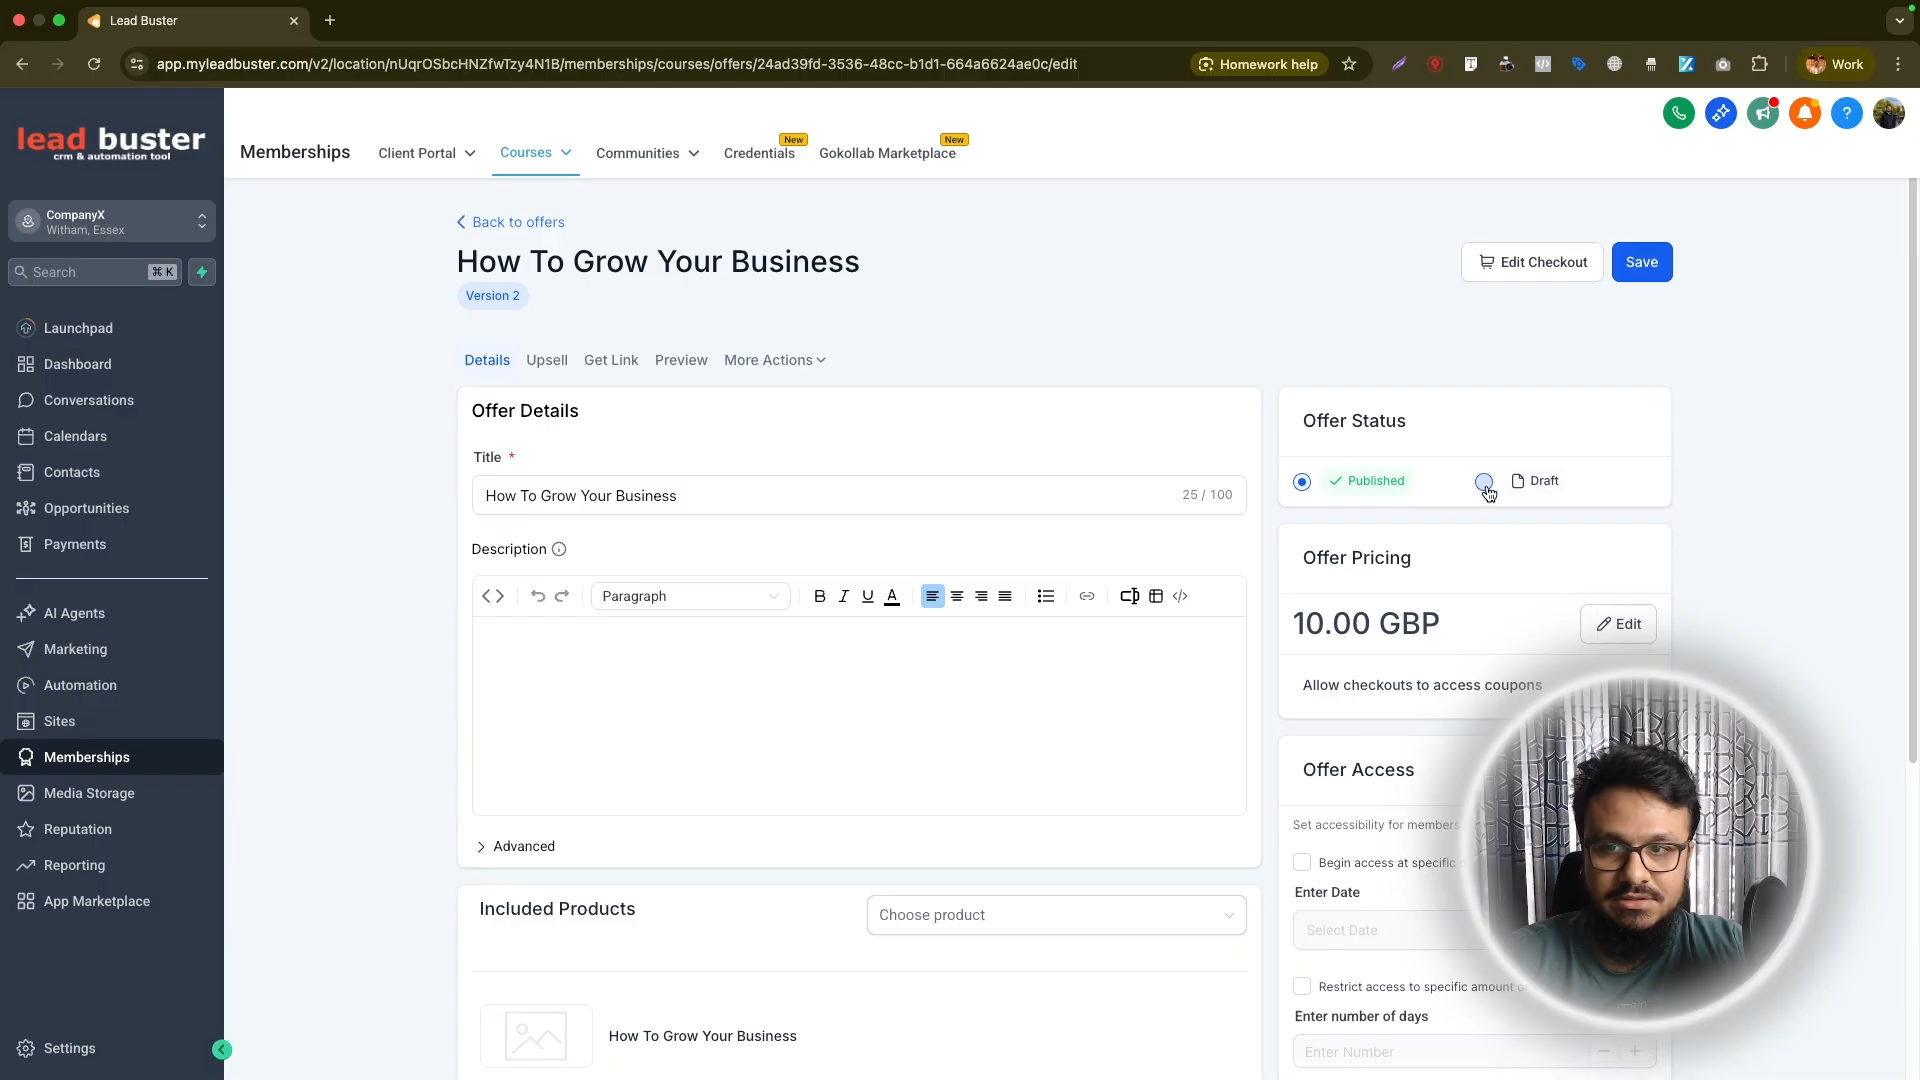 Lead Buster
app.myleadbuster.com/v2/location/nUqrOSbcHNZfwTzy4N1B/memberships/courses/offers/24ad39fd-3536-48cc-b1d1-664a6624ae0c/edit
Homework help
Work
lead buster
crm & automation tool
CompanyX
Witham, Essex
Search
⌘ K
Launchpad
Dashboard
Conversations
Calendars
Contacts
Opportunities
Payments
AI Agents
Marketing
Automation
Sites
Memberships
Media Storage
Reputation
Reporting
App Marketplace
Settings
Memberships
Client Portal
Courses
Communities
Credentials
New
Gokollab Marketplace
New
Back to offers
How To Grow Your Business
Version 2
Edit Checkout
Save
Details
Upsell
Get Link
Preview
More Actions
Offer Details
Title *
How To Grow Your Business
25 / 100
Description
Paragraph
Advanced
Included Products
Choose product
How To Grow Your Business
Offer Status
Published
Draft
Offer Pricing
10.00 GBP
Edit
Allow checkouts to access coupons
Offer Access
Set accessibility for members
Begin access at specific
Enter Date
Select Date
Restrict access to specific amount
Enter number of days
Enter Number